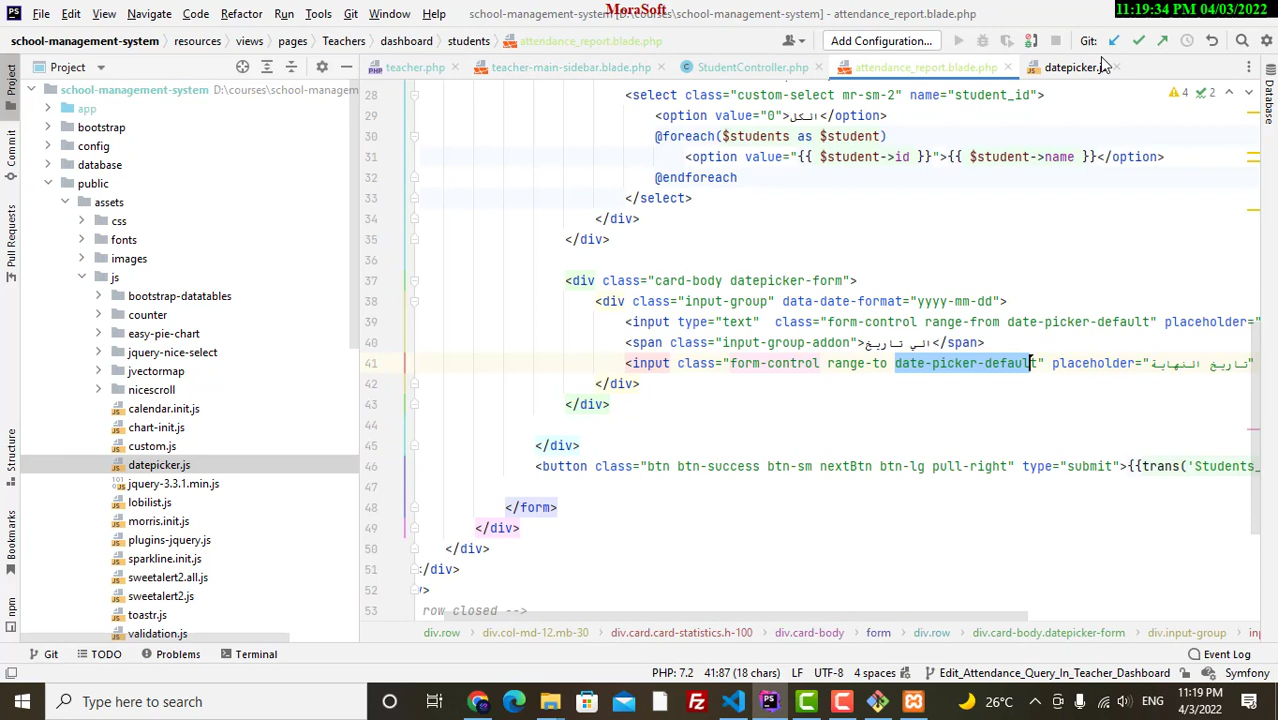 MoraSoft
11:19:34 PM 04/03/2022
File Edit View Navigate Code Refactor Run Tools Git Window Help school-management-system [D:\courses\school-management-system] - attendance_report.blade.php
school-management-system resources views pages Teachers dashboard students attendance_report.blade.php Add Configuration... Git:
Project teacher.php teacher-main-sidebar.blade.php StudentController.php attendance_report.blade.php datepicker.js
school-management-system D:\courses\school-managem
app
bootstrap
config
database
public
assets
css
fonts
images
js
bootstrap-datatables
counter
easy-pie-chart
jquery-nice-select
jvectormap
nicescroll
calendar.init.js
chart-init.js
custom.js
datepicker.js
jquery-3.3.1.min.js
lobilist.js
morris.init.js
plugins-jquery.js
sparkline.init.js
sweetalert2.all.js
sweetalert2.js
toastr.js
validation.js
Project
Commit
Pull Requests
Structure
Bookmarks
npm
Database
4 2
28 <select class="custom-select mr-sm-2" name="student_id">
29 <option value="0">الكل</option>
30 @foreach($students as $student)
31 <option value="{{ $student->id }}">{{ $student->name }}</option>
32 @endforeach
33 </select>
34 </div>
35 </div>
36
37 <div class="card-body datepicker-form">
38 <div class="input-group" data-date-format="yyyy-mm-dd">
39 <input type="text"  class="form-control range-from date-picker-default" placeholder="
40 <span class="input-group-addon">الي تاريخ</span>
41 <input class="form-control range-to date-picker-default" placeholder="تاريخ النهاية"
42 </div>
43 </div>
44
45 </div>
46 <button class="btn btn-success btn-sm nextBtn btn-lg pull-right" type="submit">{{trans('Students_
47
48 </form>
49 </div>
50 </div>
51 </div>
52 v>
53 row closed -->
div.row div.col-md-12.mb-30 div.card.card-statistics.h-100 div.card-body form div.row div.card-body.datepicker-form div.input-group
Git TODO Problems Terminal Event Log
PHP: 7.2 41:87 (18 chars) LF UTF-8 4 spaces Edit_Attendance_Query_In_Teacher_Dashboard Symfony
Type here to search 26°C ENG 11:19 PM 4/3/2022